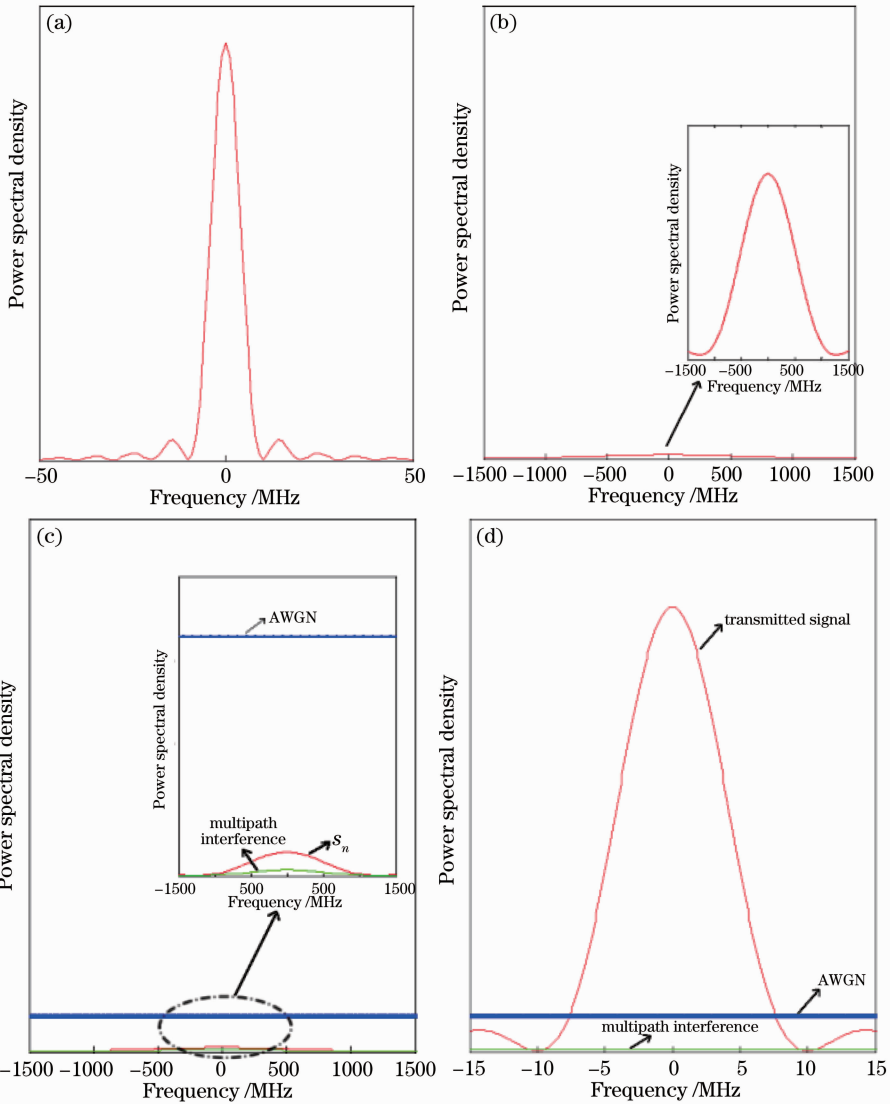 (a)
Power spectral density
−50
0
50
Frequency /MHz
(b)
Power spectral density
Power spectral density
−1500 −500 500 1500
Frequency /MHz
−1500 −1000 −500 0 500 1000 1500
Frequency /MHz
(c)
Power spectral density
AWGN
Power spectral density
multipath
interference
sₙ
−1500 500 500 1500
Frequency /MHz
−1500 −1000 −500 0 500 1000 1500
Frequency /MHz
(d)
Power spectral density
transmitted signal
AWGN
multipath interference
−15 −10 −5 0 5 10 15
Frequency /MHz